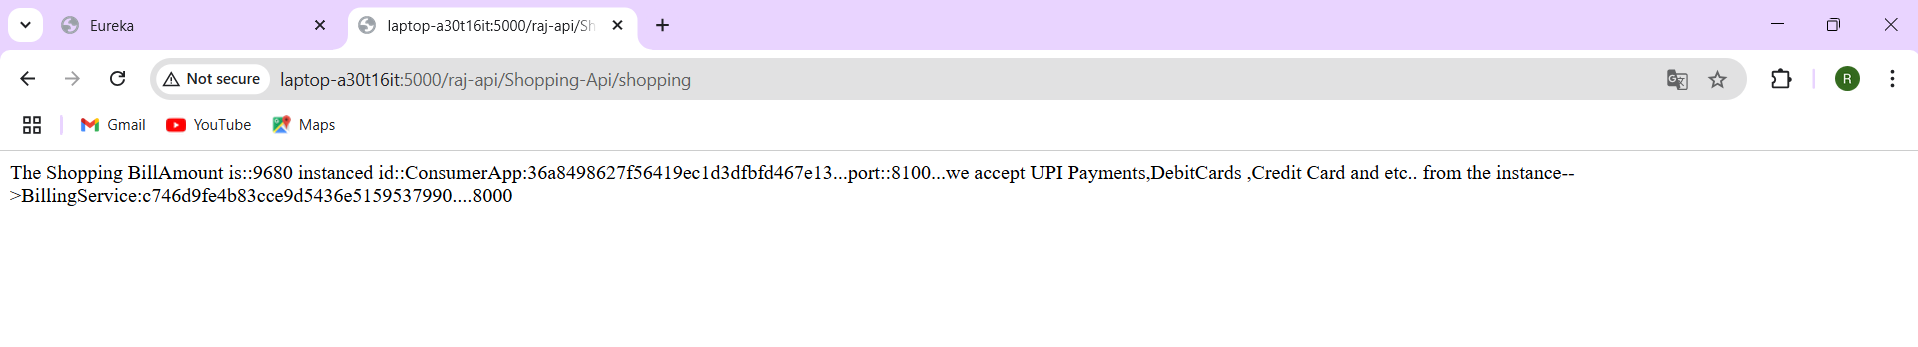 Eureka
laptop-a30t16it:5000/raj-api/Sh
Not secure
laptop-a30t16it:5000/raj-api/Shopping-Api/shopping
R
Gmail
YouTube
Maps
The Shopping BillAmount is::9680 instanced id::ConsumerApp:36a8498627f56419ec1d3dfbfd467e13...port::8100...we accept UPI Payments,DebitCards ,Credit Card and etc.. from the instance--
>BillingService:c746d9fe4b83cce9d5436e5159537990....8000